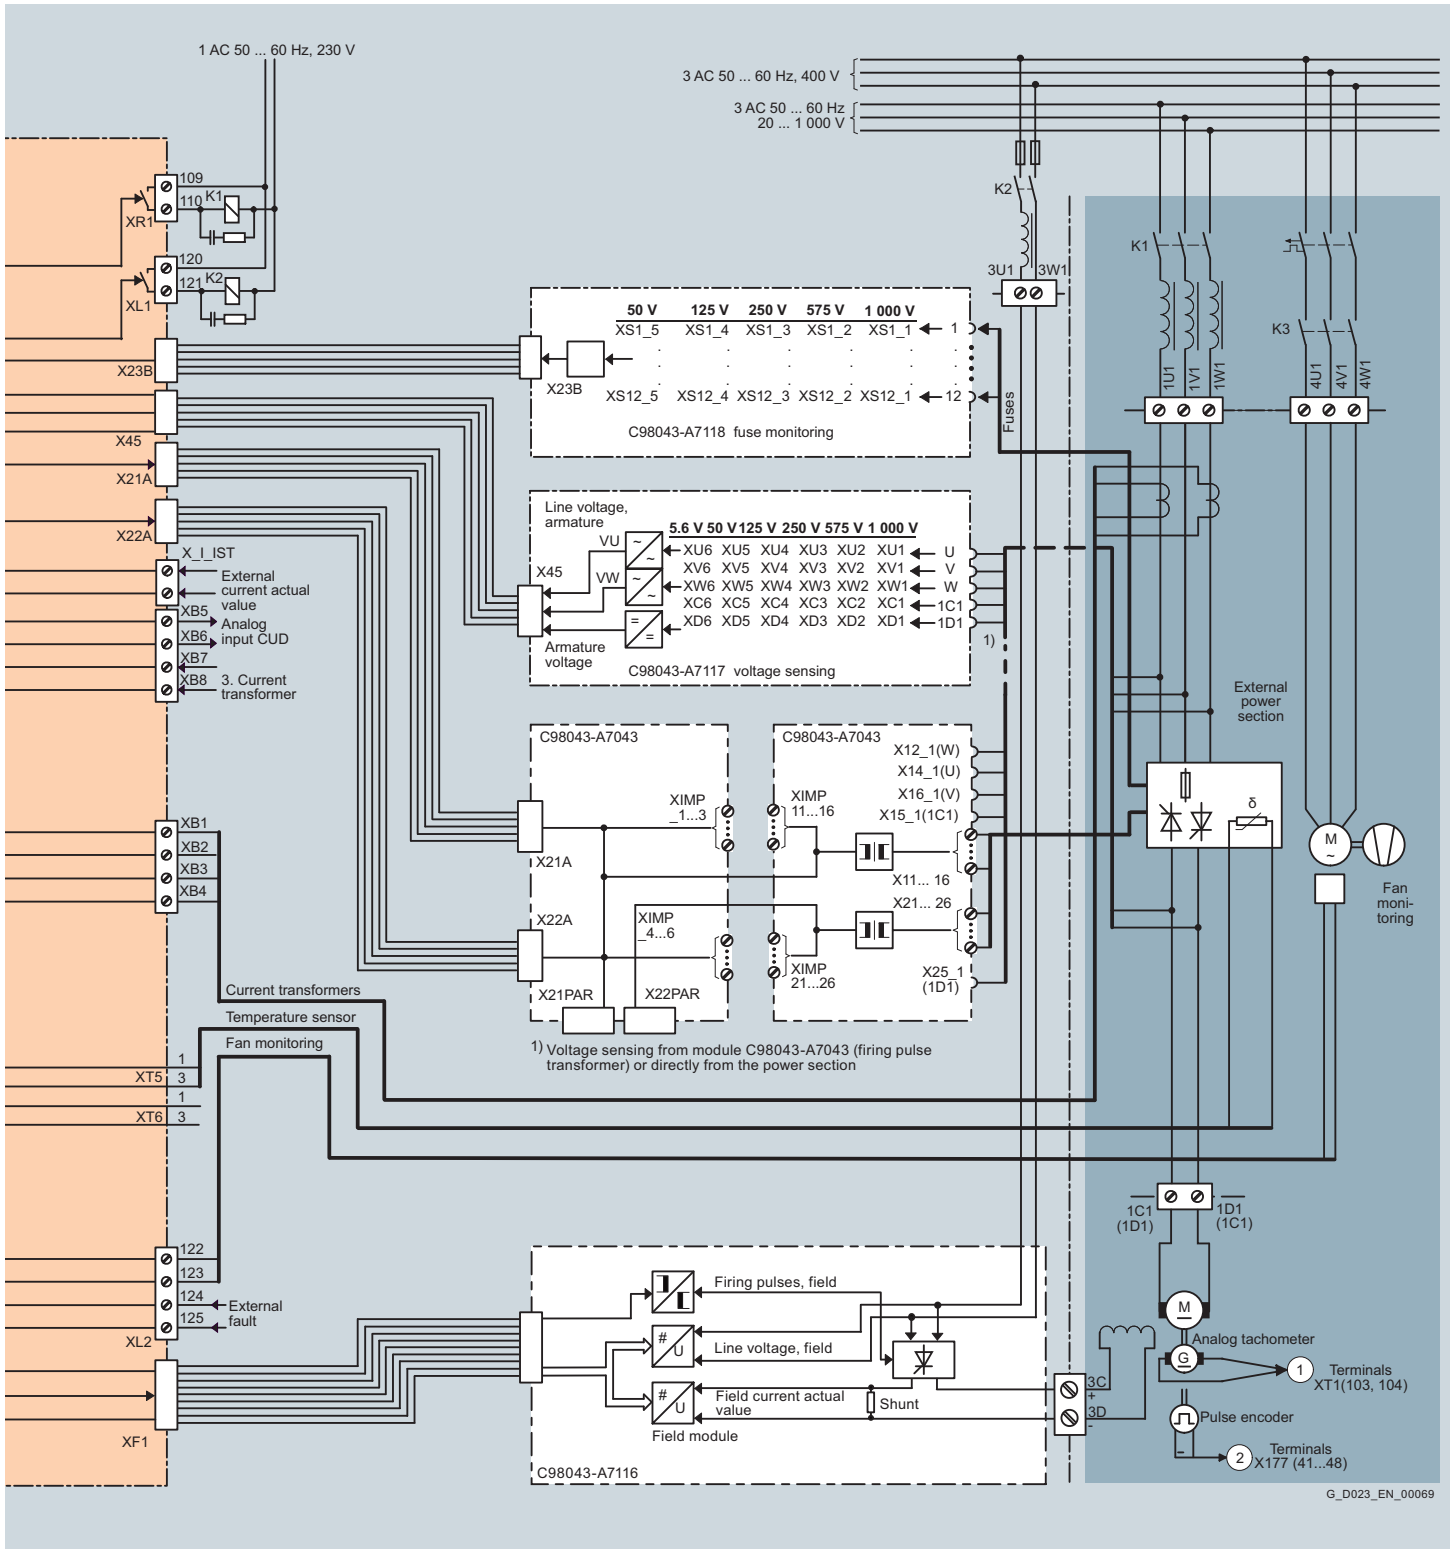 1 AC 50 ... 60 Hz, 230 V
3 AC 50 ... 60 Hz, 400 V
3 AC 50 ... 60 Hz
20 ... 1 000 V
109
110
K1
XR1
120
121
K2
XL1
X23B
X45
X21A
X22A
X_I_IST
External
current actual
value
XB5
XB6
Analog
input CUD
XB7
XB8
3. Current
transformer
XB1
XB2
XB3
XB4
Current transformers
Temperature sensor
Fan monitoring
1
XT5 3
1
XT6 3
122
123
124
125
External
fault
XL2
XF1
50 V 125 V 250 V 575 V 1 000 V
XS1_5 XS1_4 XS1_3 XS1_2 XS1_1 1
X23B
XS12_5 XS12_4 XS12_3 XS12_2 XS12_1 12
C98043-A7118 fuse monitoring
Fuses
Line voltage,
armature
5.6 V 50 V 125 V 250 V 575 V 1 000 V
VU
~
~
XU6 XU5 XU4 XU3 XU2 XU1 U
XV6 XV5 XV4 XV3 XV2 XV1 V
X45
VW
~
~
XW6 XW5 XW4 XW3 XW2 XW1 W
XC6 XC5 XC4 XC3 XC2 XC1 1C1
=
=
XD6 XD5 XD4 XD3 XD2 XD1 1D1
Armature
voltage
1)
C98043-A7117 voltage sensing
C98043-A7043
XIMP
_1...3
X21A
X22A
XIMP
_4...6
X21PAR
X22PAR
C98043-A7043
X12_1(W)
X14_1(U)
X16_1(V)
X15_1(1C1)
XIMP
11...16
X11... 16
X21... 26
XIMP
21...26
X25_1
(1D1)
1) Voltage sensing from module C98043-A7043 (firing pulse
transformer) or directly from the power section
K2
3U1
3W1
K1
K3
1U1
1V1
1W1
4U1
4V1
4W1
External
power
section
δ
M
~
Fan
moni-
toring
1C1
(1D1)
1D1
(1C1)
M
Analog tachometer
G
1
Terminals
XT1(103, 104)
Pulse encoder
2
Terminals
X177 (41...48)
3C
+
3D
-
Firing pulses, field
#
U
Line voltage, field
#
U
Field current actual
value
Shunt
Field module
C98043-A7116
G_D023_EN_00069